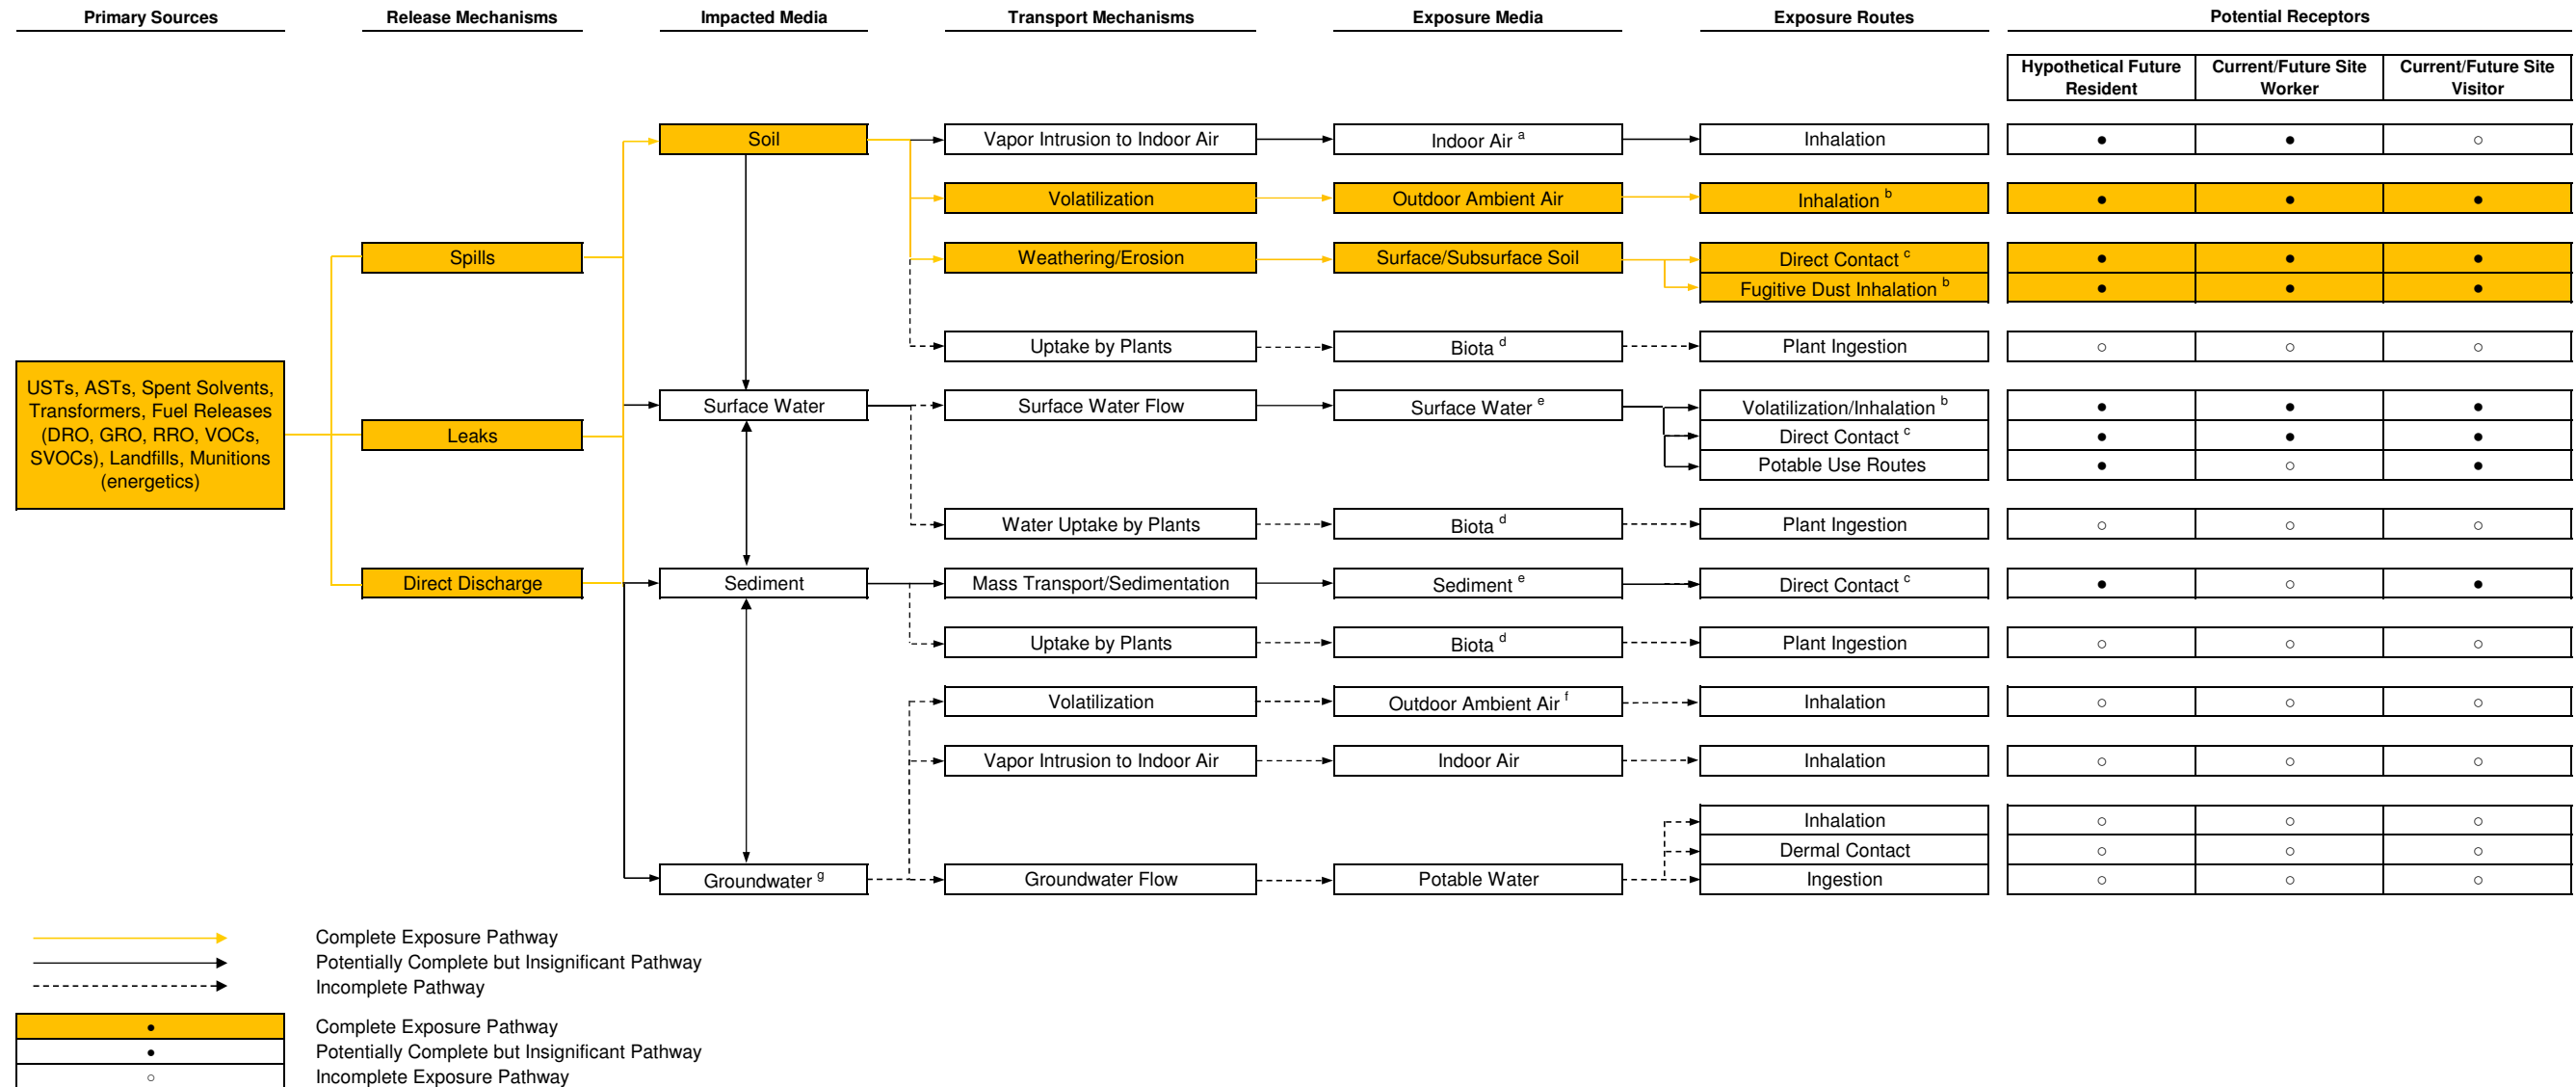 Primary Sources
Release Mechanisms
Impacted Media
Transport Mechanisms
Exposure Media
Exposure Routes
Potential Receptors
Hypothetical Future
Resident
Current/Future Site
Worker
Current/Future Site
Visitor
Soil
Vapor Intrusion to Indoor Air
Indoor Air a
Inhalation
● ● ○
Volatilization
Outdoor Ambient Air
Inhalation b
● ● ●
Spills
Weathering/Erosion
Surface/Subsurface Soil
Direct Contact c
● ● ●
Fugitive Dust Inhalation b
● ● ●
Uptake by Plants
Biota d
Plant Ingestion
○ ○ ○
USTs, ASTs, Spent Solvents,
Transformers, Fuel Releases
(DRO, GRO, RRO, VOCs,
SVOCs), Landfills, Munitions
(energetics)
Surface Water
Surface Water Flow
Surface Water e
Volatilization/Inhalation b
● ● ●
Leaks
Direct Contact c
● ● ●
Potable Use Routes
● ○ ●
Water Uptake by Plants
Biota d
Plant Ingestion
○ ○ ○
Direct Discharge
Sediment
Mass Transport/Sedimentation
Sediment e
Direct Contact c
● ○ ●
Uptake by Plants
Biota d
Plant Ingestion
○ ○ ○
Volatilization
Outdoor Ambient Air f
Inhalation
○ ○ ○
Vapor Intrusion to Indoor Air
Indoor Air
Inhalation
○ ○ ○
Inhalation
○ ○ ○
Dermal Contact
○ ○ ○
Groundwater g
Groundwater Flow
Potable Water
Ingestion
○ ○ ○
Complete Exposure Pathway
Potentially Complete but Insignificant Pathway
Incomplete Pathway
● Complete Exposure Pathway
● Potentially Complete but Insignificant Pathway
○ Incomplete Exposure Pathway